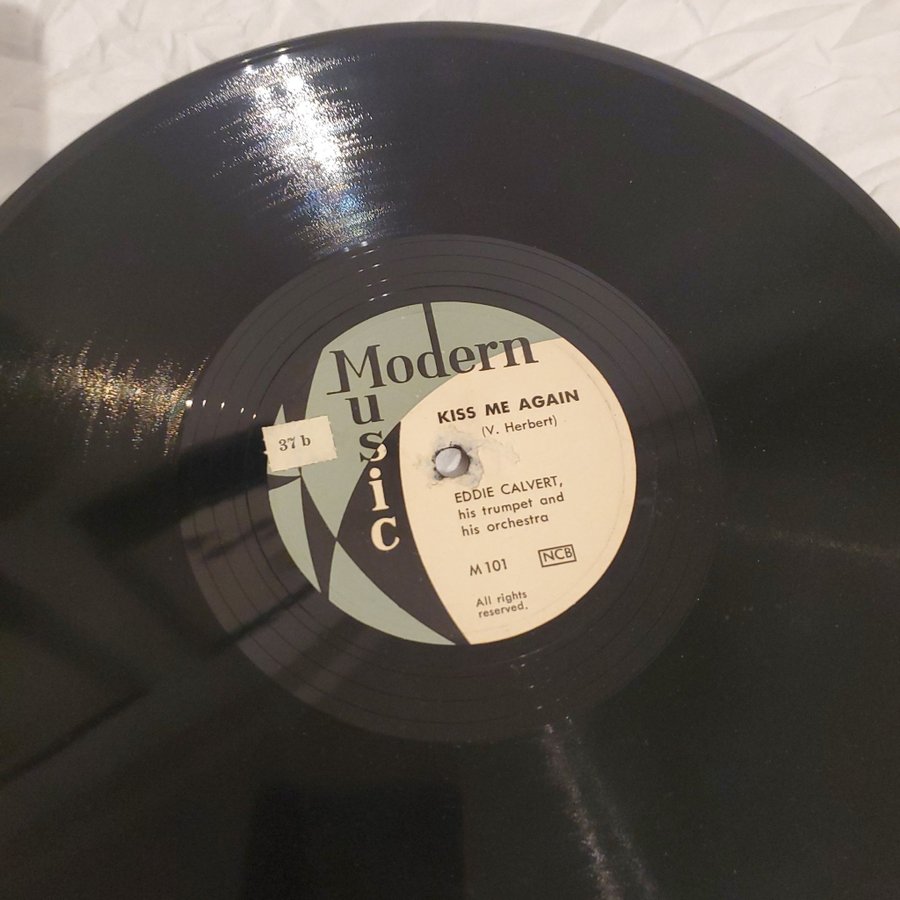 Modern
Music
37 b
KISS ME AGAIN
(V. Herbert)
EDDIE CALVERT,
his trumpet and
his orchestra
M 101
NCB
All rights
reserved.